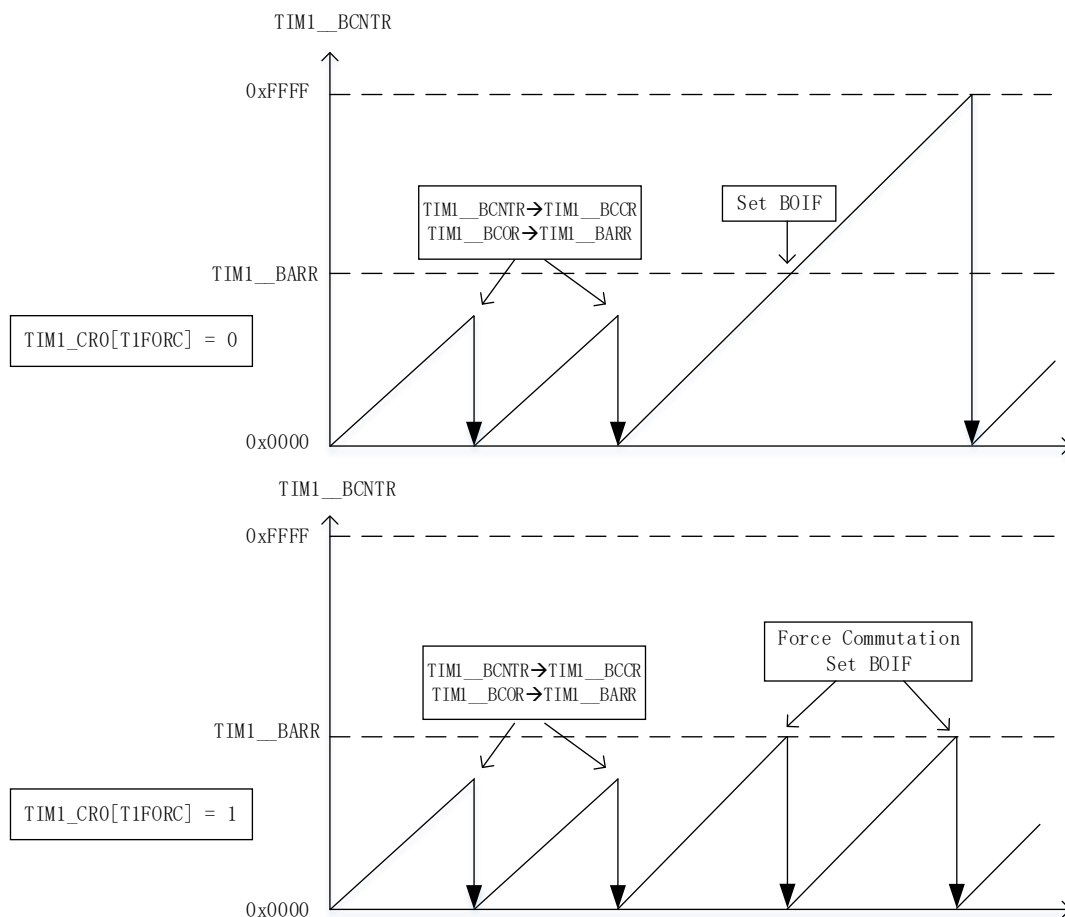 TIM1__BCNTR
0xFFFF
TIM1__BCNTR→TIM1__BCCR
TIM1__BCOR→TIM1__BARR
Set BOIF
TIM1__BARR
TIM1_CR0[T1FORC] = 0
0x0000
TIM1__BCNTR
0xFFFF
TIM1__BCNTR→TIM1__BCCR
TIM1__BCOR→TIM1__BARR
Force Commutation
Set BOIF
TIM1__BARR
TIM1_CR0[T1FORC] = 1
0x0000